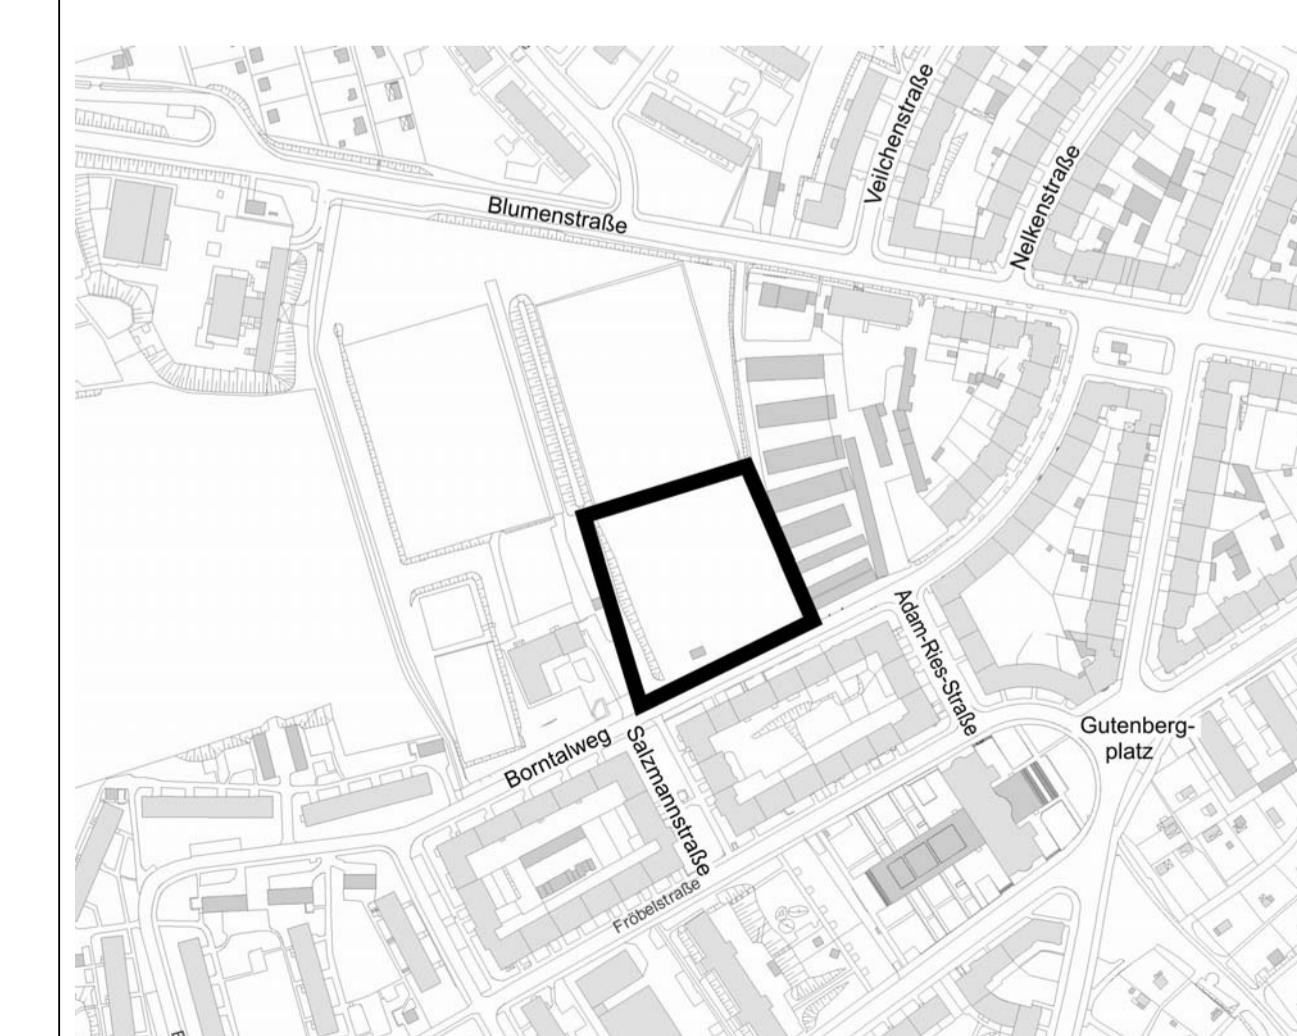 Veilchenstraße
Nelkenstraße
Blumenstraße
Adam-Ries-Straße
Gutenberg-
platz
Borntalweg
Salzmannstraße
Fröbelstraße